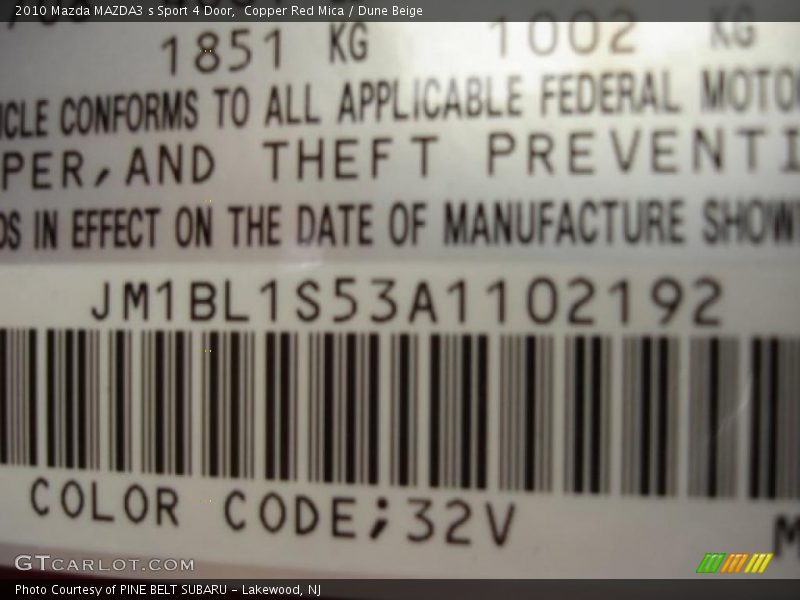 2010 Mazda MAZDA3 s Sport 4 Door,  Copper Red Mica / Dune Beige
1851 KG 1002 KG
ICLE CONFORMS TO ALL APPLICABLE FEDERAL MOTO
PER, AND THEFT PREVENTI
DS IN EFFECT ON THE DATE OF MANUFACTURE SHOW
JM1BL1S53A1102192
COLOR CODE;32V
M
GTCARLOT.COM
Photo Courtesy of PINE BELT SUBARU - Lakewood, NJ